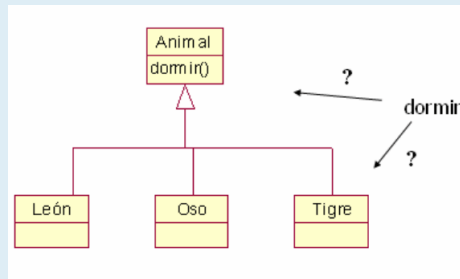 Animal
dormir()
?
dormir
?
León
Oso
Tigre